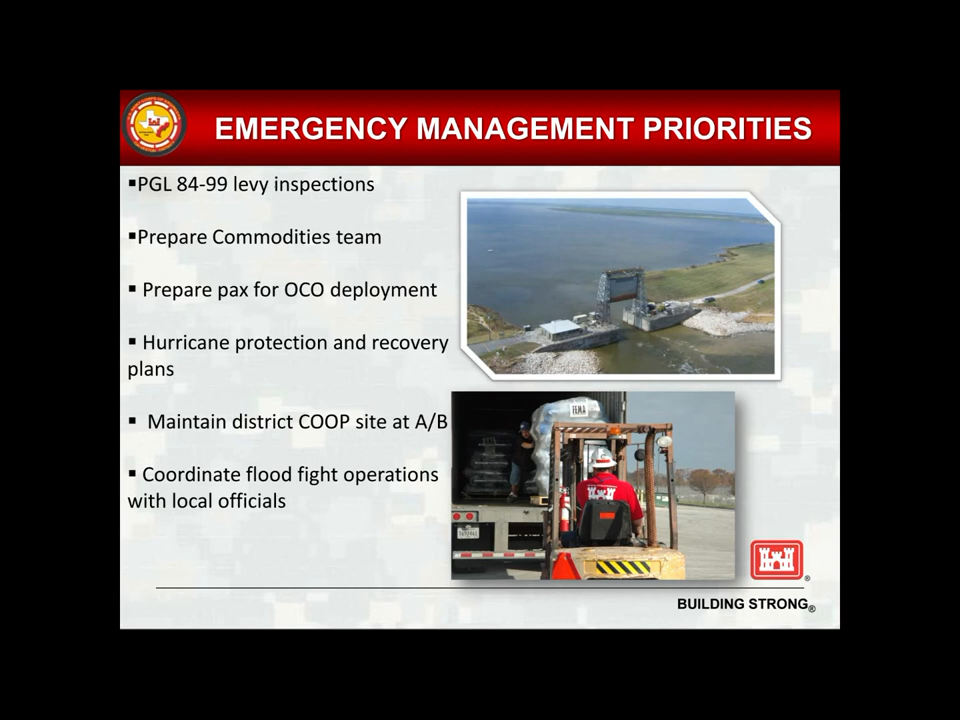 EMERGENCY MANAGEMENT PRIORITIES
▪PGL 84-99 levy inspections
▪Prepare Commodities team
▪ Prepare pax for OCO deployment
▪ Hurricane protection and recovery
plans
▪ Maintain district COOP site at A/B
▪ Coordinate flood fight operations
with local officials
FEMA
®
BUILDING STRONG®